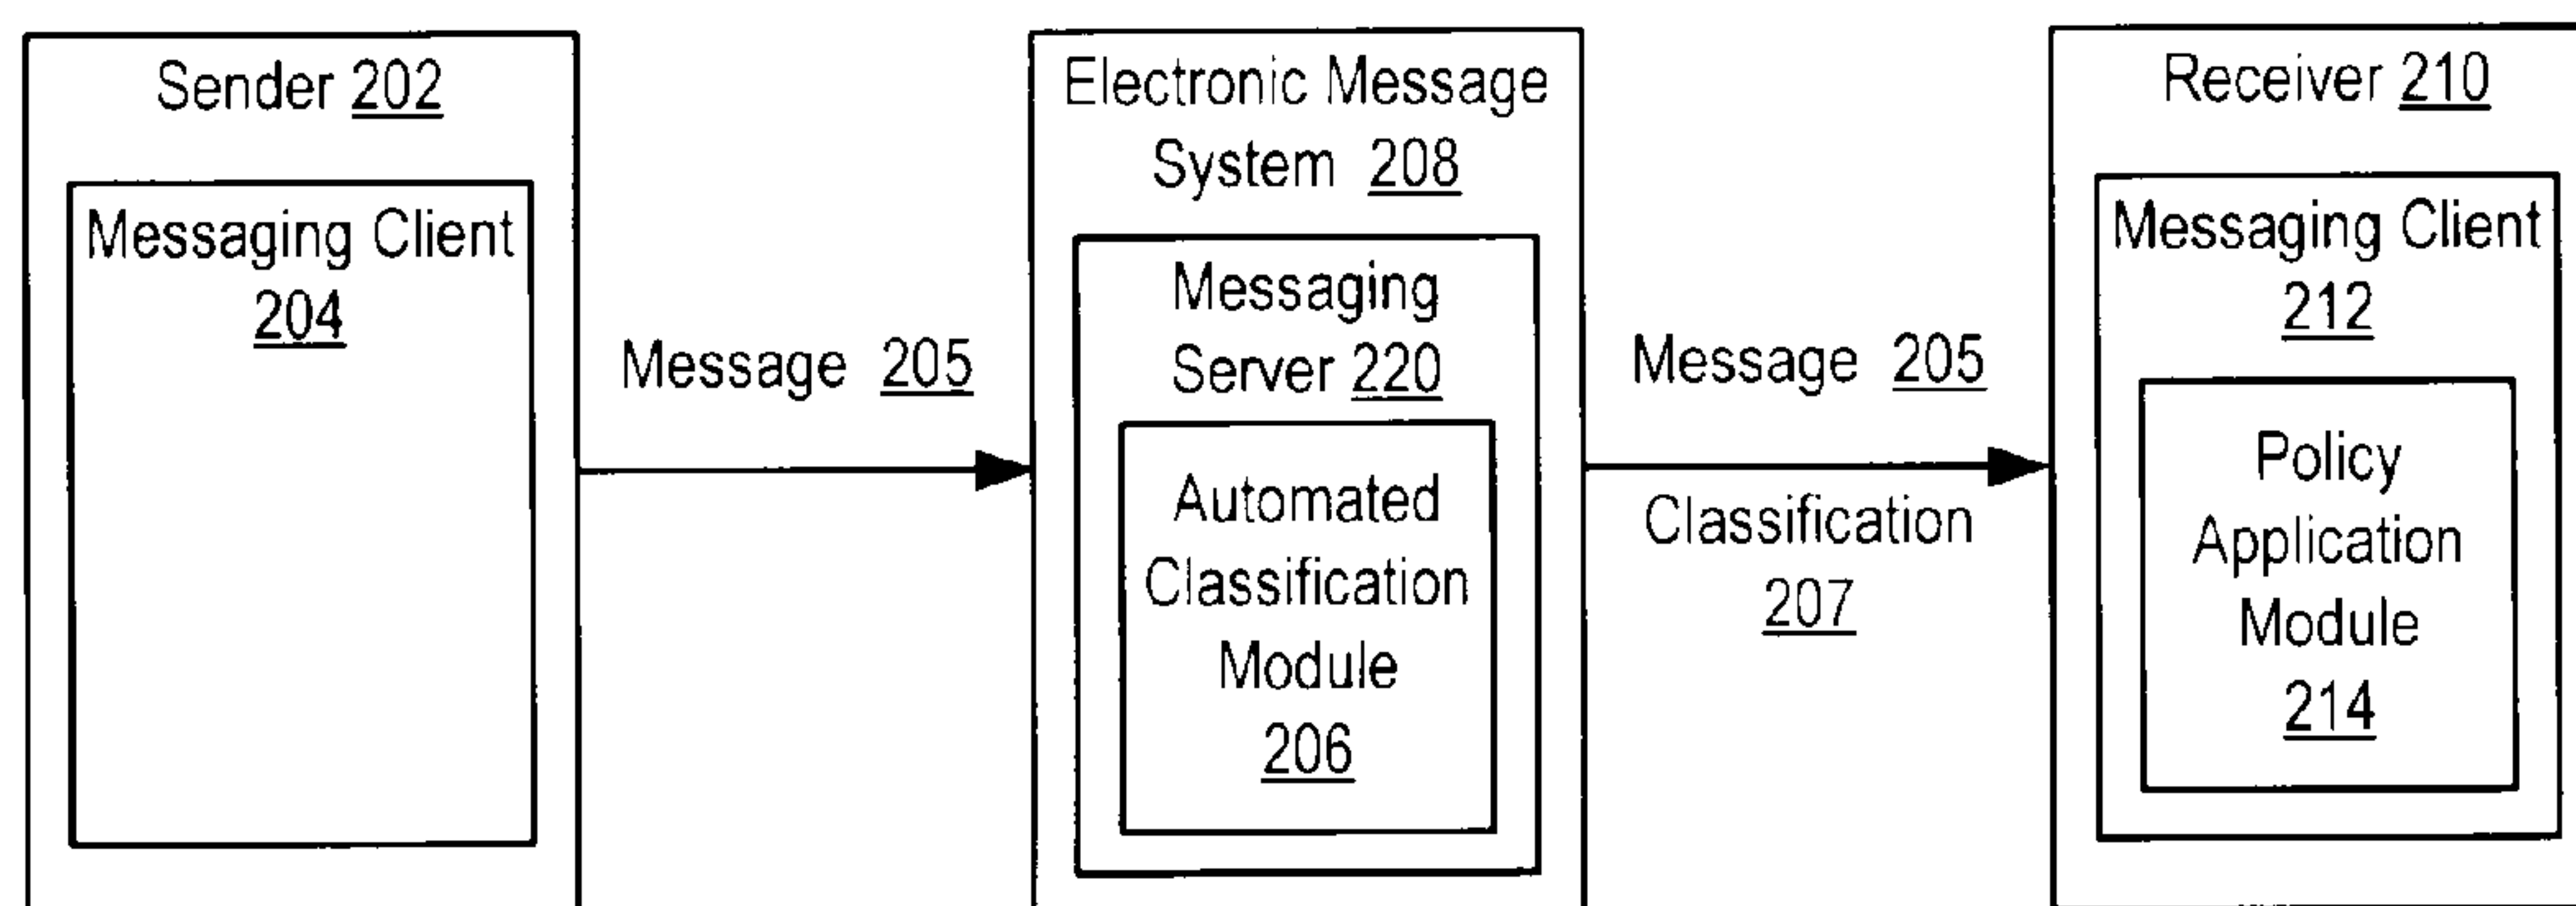 Sender 202
Messaging Client
204
Message 205
Electronic Message
System 208
Messaging
Server 220
Automated
Classification
Module
206
Message 205
Classification
207
Receiver 210
Messaging Client
212
Policy
Application
Module
214